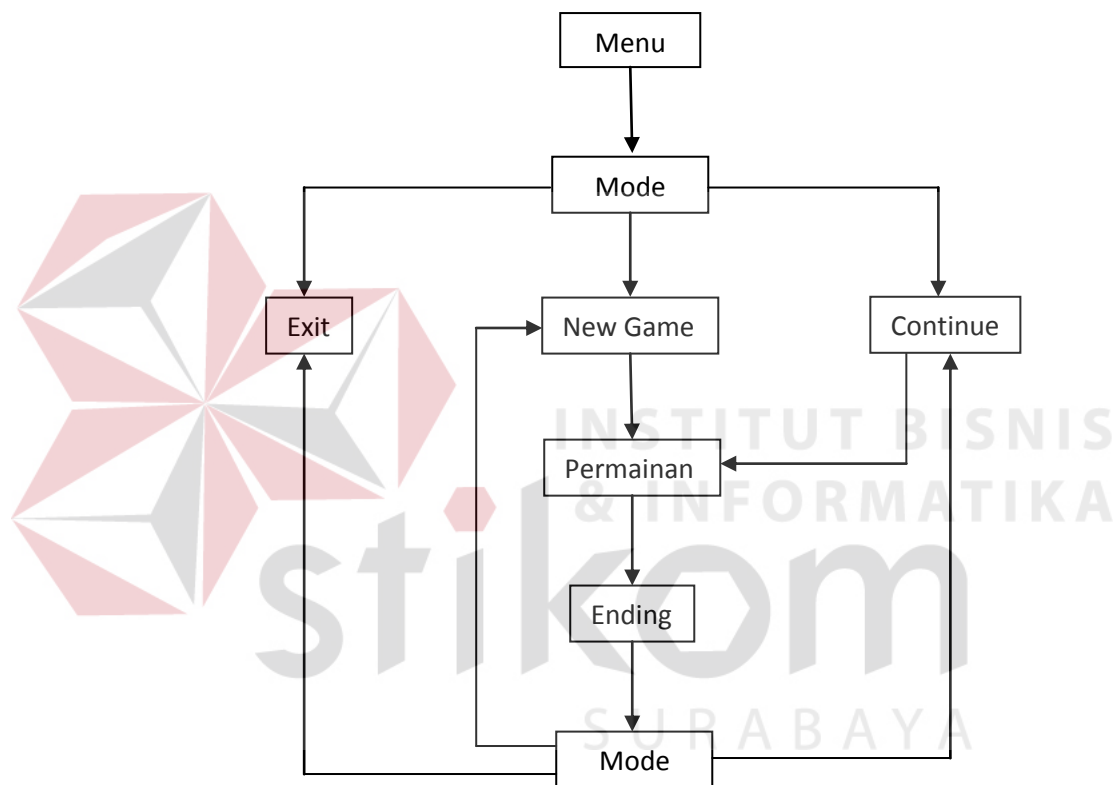 Menu
Mode
Exit
New Game
Continue
INSTITUT BISNIS
Permainan
& INFORMATIKA
stikom
Ending
SURABAYA
Mode